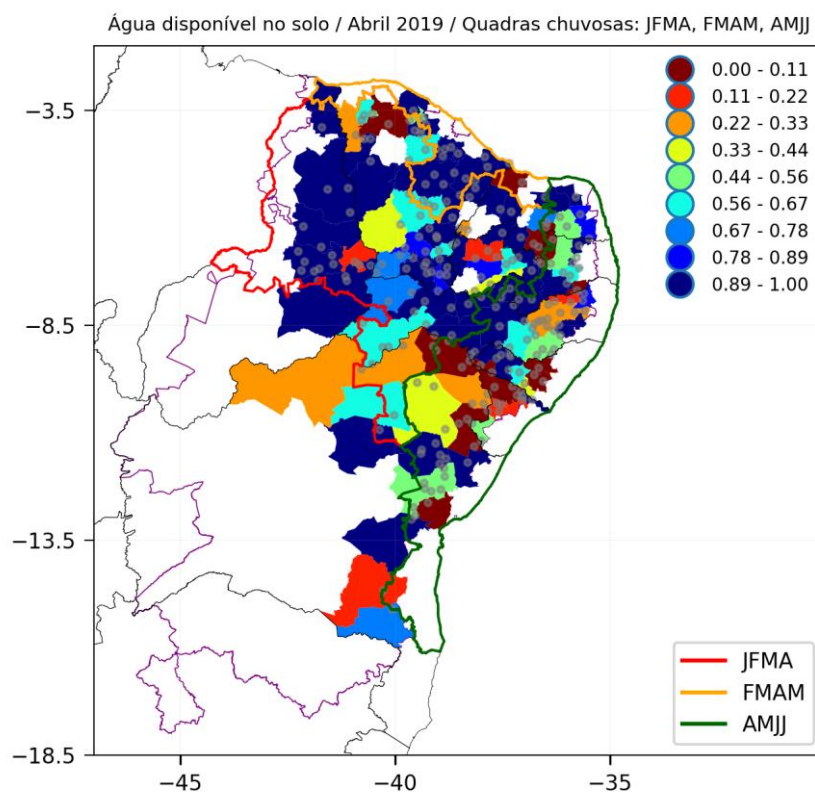 Água disponível no solo / Abril 2019 / Quadras chuvosas: JFMA, FMAM, AMJJ
0.00 - 0.11
0.11 - 0.22
0.22 - 0.33
0.33 - 0.44
0.44 - 0.56
0.56 - 0.67
0.67 - 0.78
0.78 - 0.89
0.89 - 1.00
−3.5
−8.5
−13.5
−18.5
JFMA
FMAM
AMJJ
−45
−40
−35